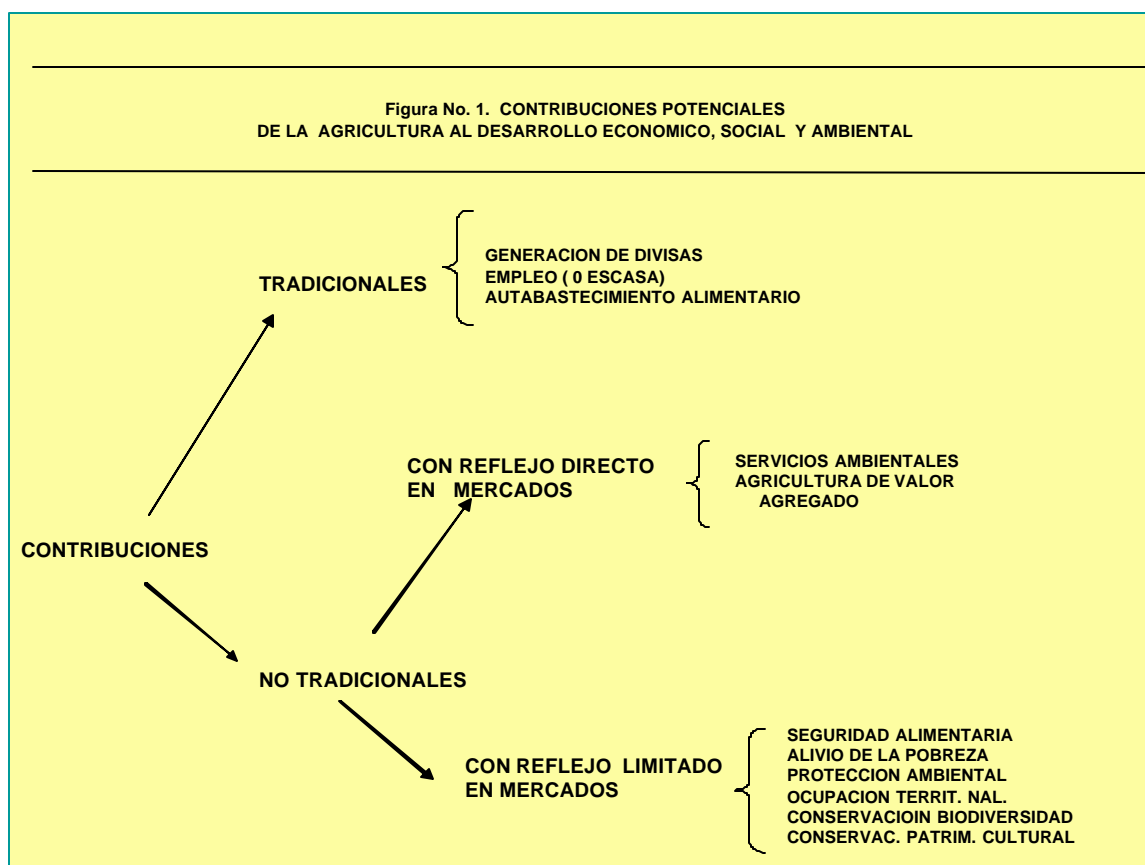 Figura No. 1. CONTRIBUCIONES POTENCIALES
DE LA AGRICULTURA AL DESARROLLO ECONOMICO, SOCIAL Y AMBIENTAL
TRADICIONALES
GENERACION DE DIVISAS
EMPLEO ( 0 ESCASA)
AUTABASTECIMIENTO ALIMENTARIO
CON REFLEJO DIRECTO
EN MERCADOS
SERVICIOS AMBIENTALES
AGRICULTURA DE VALOR
AGREGADO
CONTRIBUCIONES
NO TRADICIONALES
CON REFLEJO LIMITADO
EN MERCADOS
SEGURIDAD ALIMENTARIA
ALIVIO DE LA POBREZA
PROTECCION AMBIENTAL
OCUPACION TERRIT. NAL.
CONSERVACIOIN BIODIVERSIDAD
CONSERVAC. PATRIM. CULTURAL